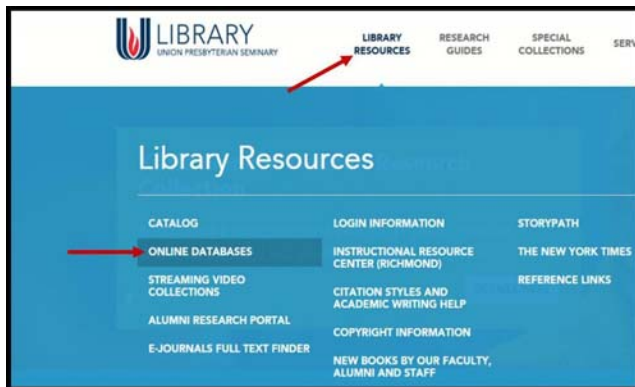 LIBRARY
UNION PRESBYTERIAN SEMINARY
LIBRARY
RESOURCES
RESEARCH
GUIDES
SPECIAL
COLLECTIONS
SERV
Library Resources
CATALOG
ONLINE DATABASES
STREAMING VIDEO
COLLECTIONS
ALUMNI RESEARCH PORTAL
E-JOURNALS FULL TEXT FINDER
LOGIN INFORMATION
INSTRUCTIONAL RESOURCE
CENTER (RICHMOND)
CITATION STYLES AND
ACADEMIC WRITING HELP
COPYRIGHT INFORMATION
NEW BOOKS BY OUR FACULTY,
ALUMNI AND STAFF
STORYPATH
THE NEW YORK TIMES
REFERENCE LINKS